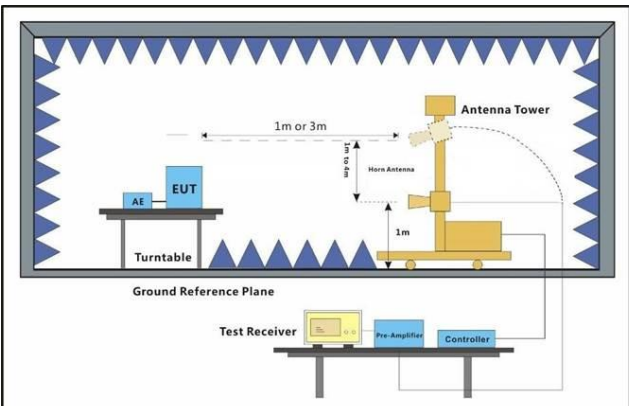 Antenna Tower
1m or 3m
1m to 4m
Horn Antenna
EUT
AE
1m
Turntable
Ground Reference Plane
Test Receiver
Pre-Amplifier
Controller